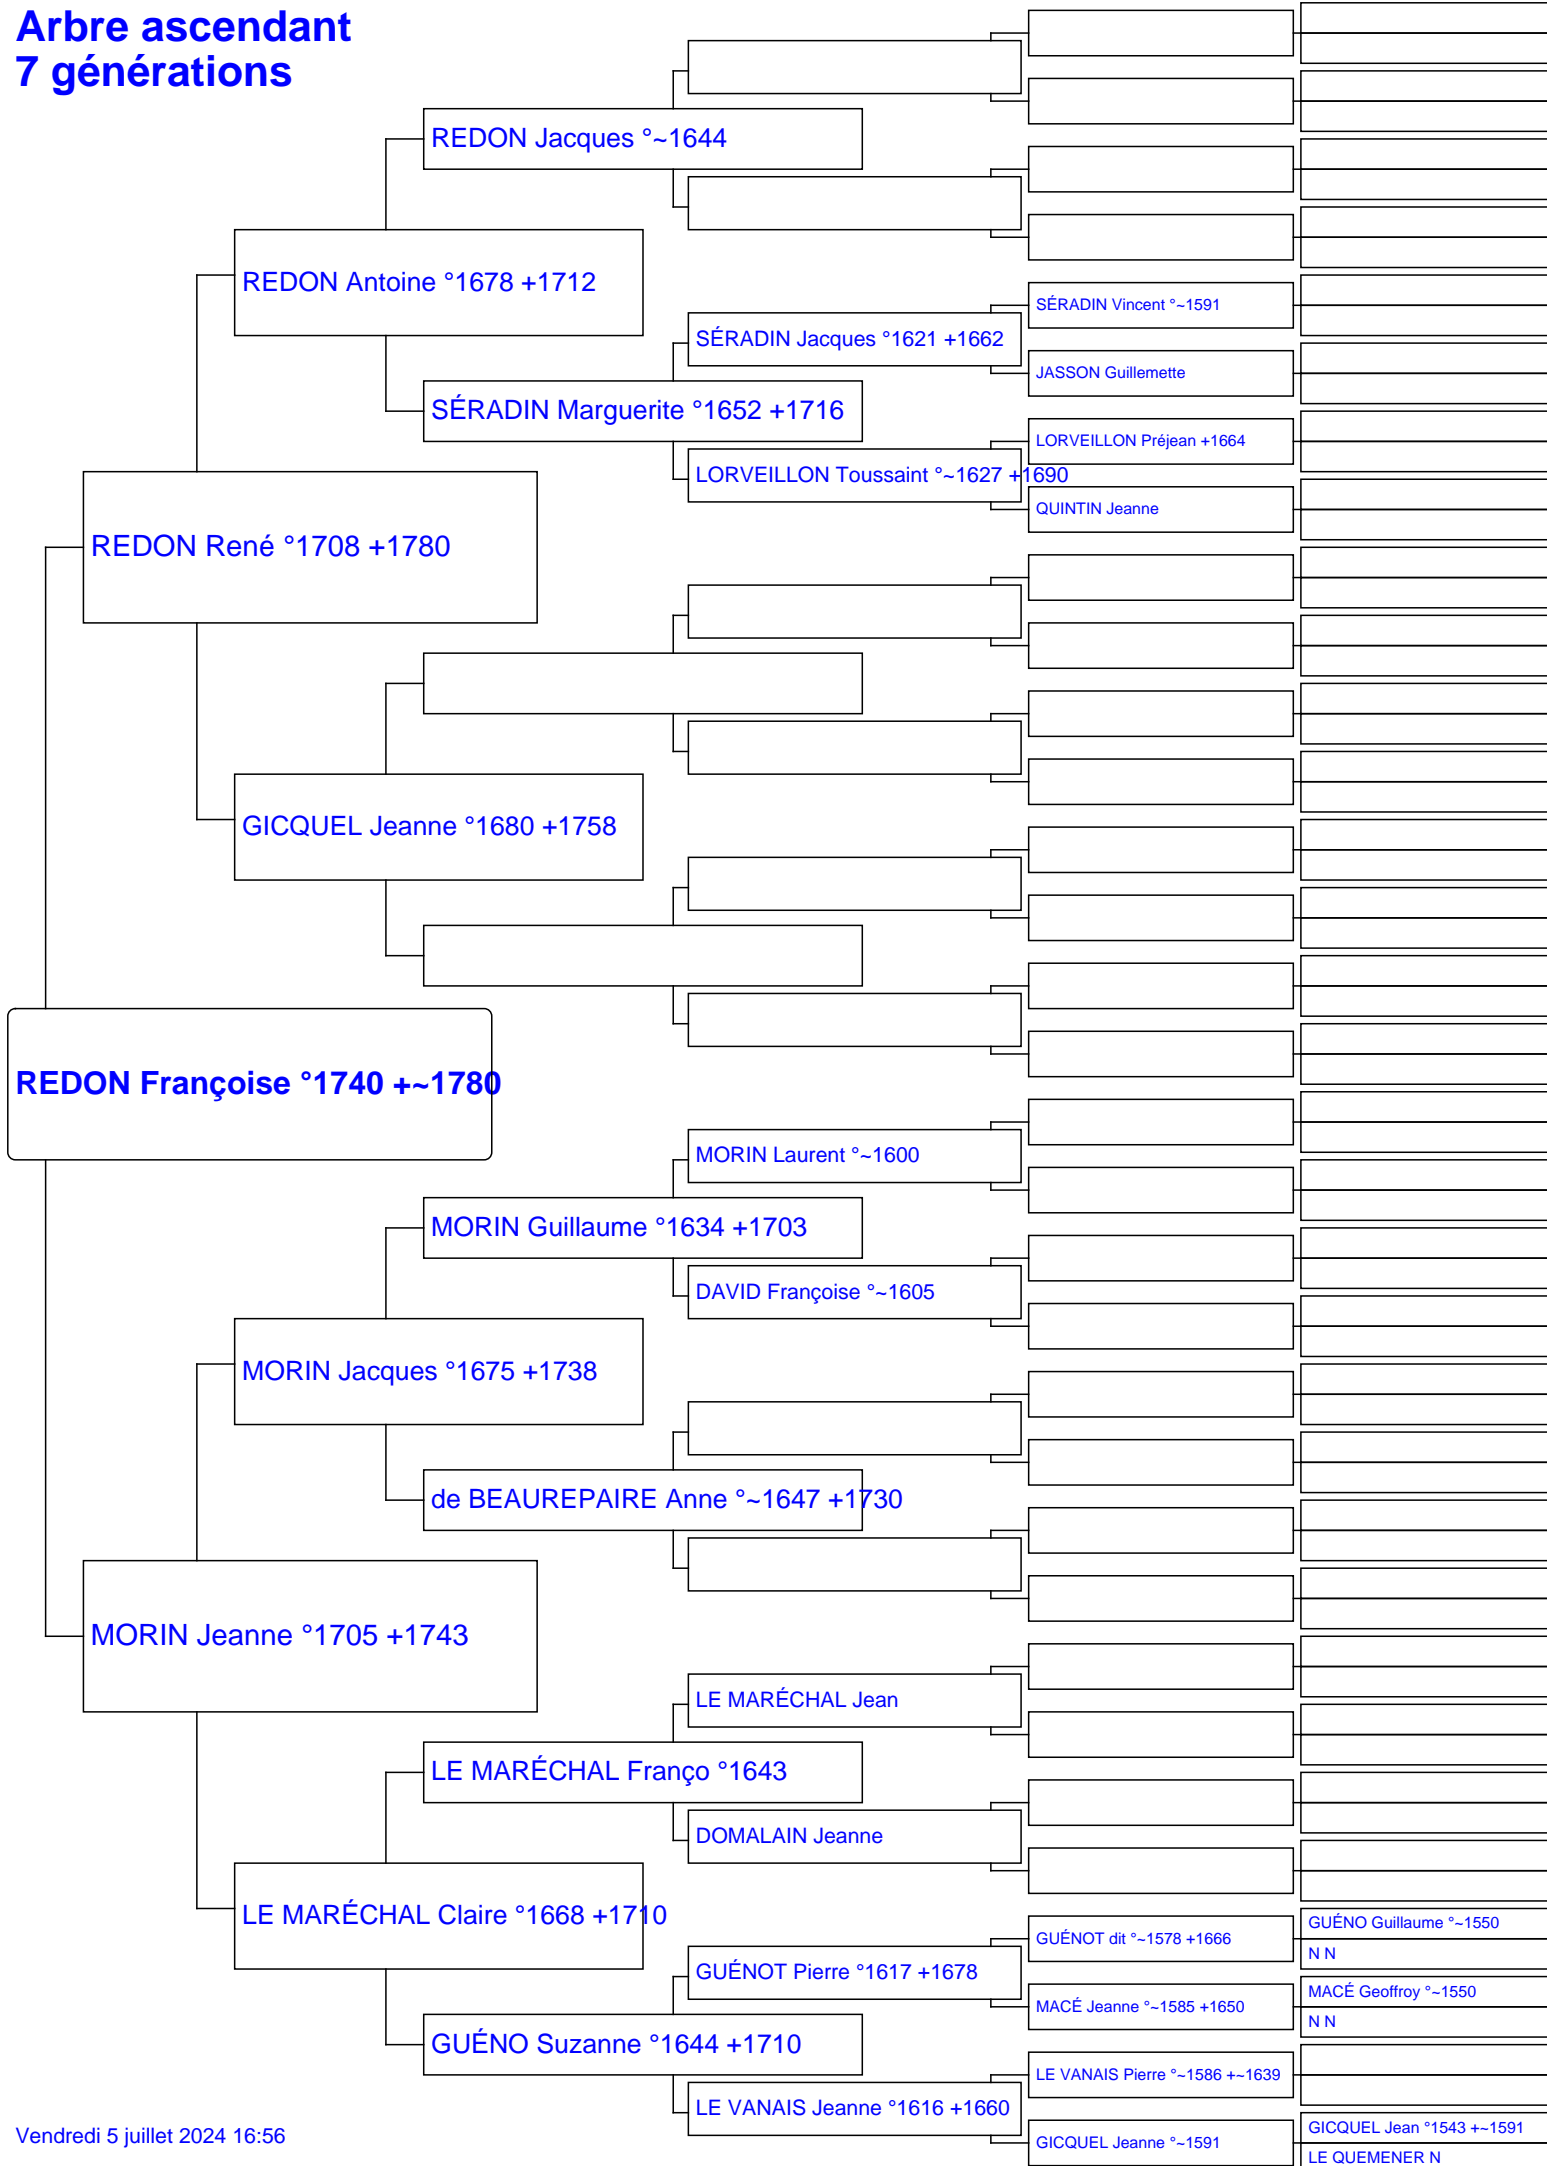 Arbre ascendant
7 générations
REDON Jacques °~1644
REDON Antoine °1678 +1712
SÉRADIN Vincent °~1591
SÉRADIN Jacques °1621 +1662
JASSON Guillemette
SÉRADIN Marguerite °1652 +1716
LORVEILLON Préjean +1664
LORVEILLON Toussaint °~1627 +1690
QUINTIN Jeanne
REDON René °1708 +1780
GICQUEL Jeanne °1680 +1758
REDON Françoise °1740 +~1780
MORIN Laurent °~1600
MORIN Guillaume °1634 +1703
DAVID Françoise °~1605
MORIN Jacques °1675 +1738
de BEAUREPAIRE Anne °~1647 +1730
MORIN Jeanne °1705 +1743
LE MARÉCHAL Jean
LE MARÉCHAL Franço °1643
DOMALAIN Jeanne
LE MARÉCHAL Claire °1668 +1710
GUÉNO Guillaume °~1550
GUÉNOT dit °~1578 +1666
N N
GUÉNOT Pierre °1617 +1678
MACÉ Geoffroy °~1550
MACÉ Jeanne °~1585 +1650
N N
GUÉNO Suzanne °1644 +1710
LE VANAIS Pierre °~1586 +~1639
LE VANAIS Jeanne °1616 +1660
GICQUEL Jean °1543 +~1591
GICQUEL Jeanne °~1591
LE QUEMENER N
Vendredi 5 juillet 2024 16:56